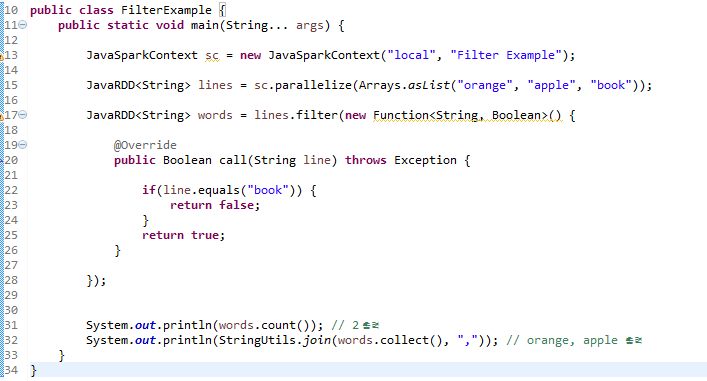 10 public class FilterExample {
11 public static void main(String... args) {
12
13 JavaSparkContext sc = new JavaSparkContext("local", "Filter Example");
14
15 JavaRDD<String> lines = sc.parallelize(Arrays.asList("orange", "apple", "book"));
16
17 JavaRDD<String> words = lines.filter(new Function<String, Boolean>() {
18
19 @Override
20 public Boolean call(String line) throws Exception {
21
22 if(line.equals("book")) {
23 return false;
24 }
25 return true;
26 }
27
28 });
29
30
31 System.out.println(words.count()); // 2
32 System.out.println(StringUtils.join(words.collect(), ",")); // orange, apple
33 }
34 }